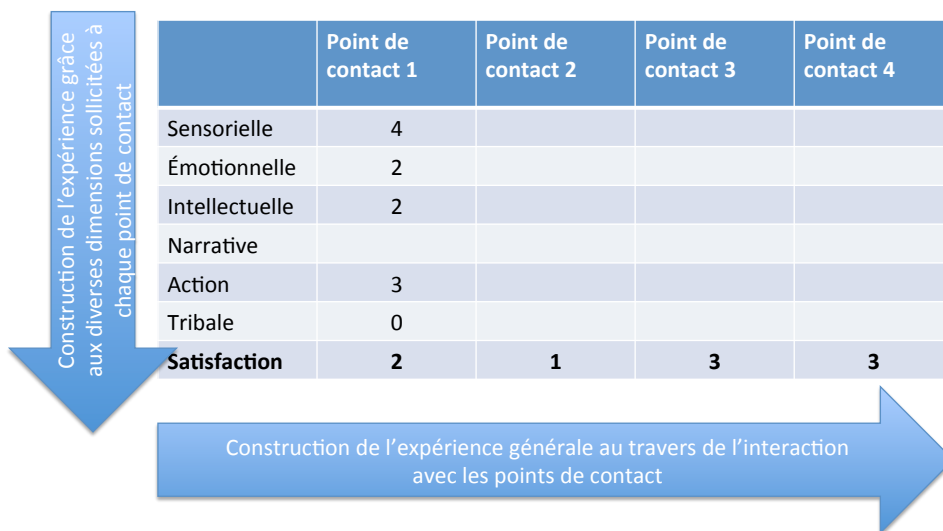 Construction de l'expérience grâce
aux diverses dimensions sollicitées à
chaque point de contact
Point de contact 1 Point de contact 2 Point de contact 3 Point de contact 4
Sensorielle 4
Émotionnelle 2
Intellectuelle 2
Narrative
Action 3
Tribale 0
Satisfaction 2 1 3 3
Construction de l'expérience générale au travers de l'interaction
avec les points de contact